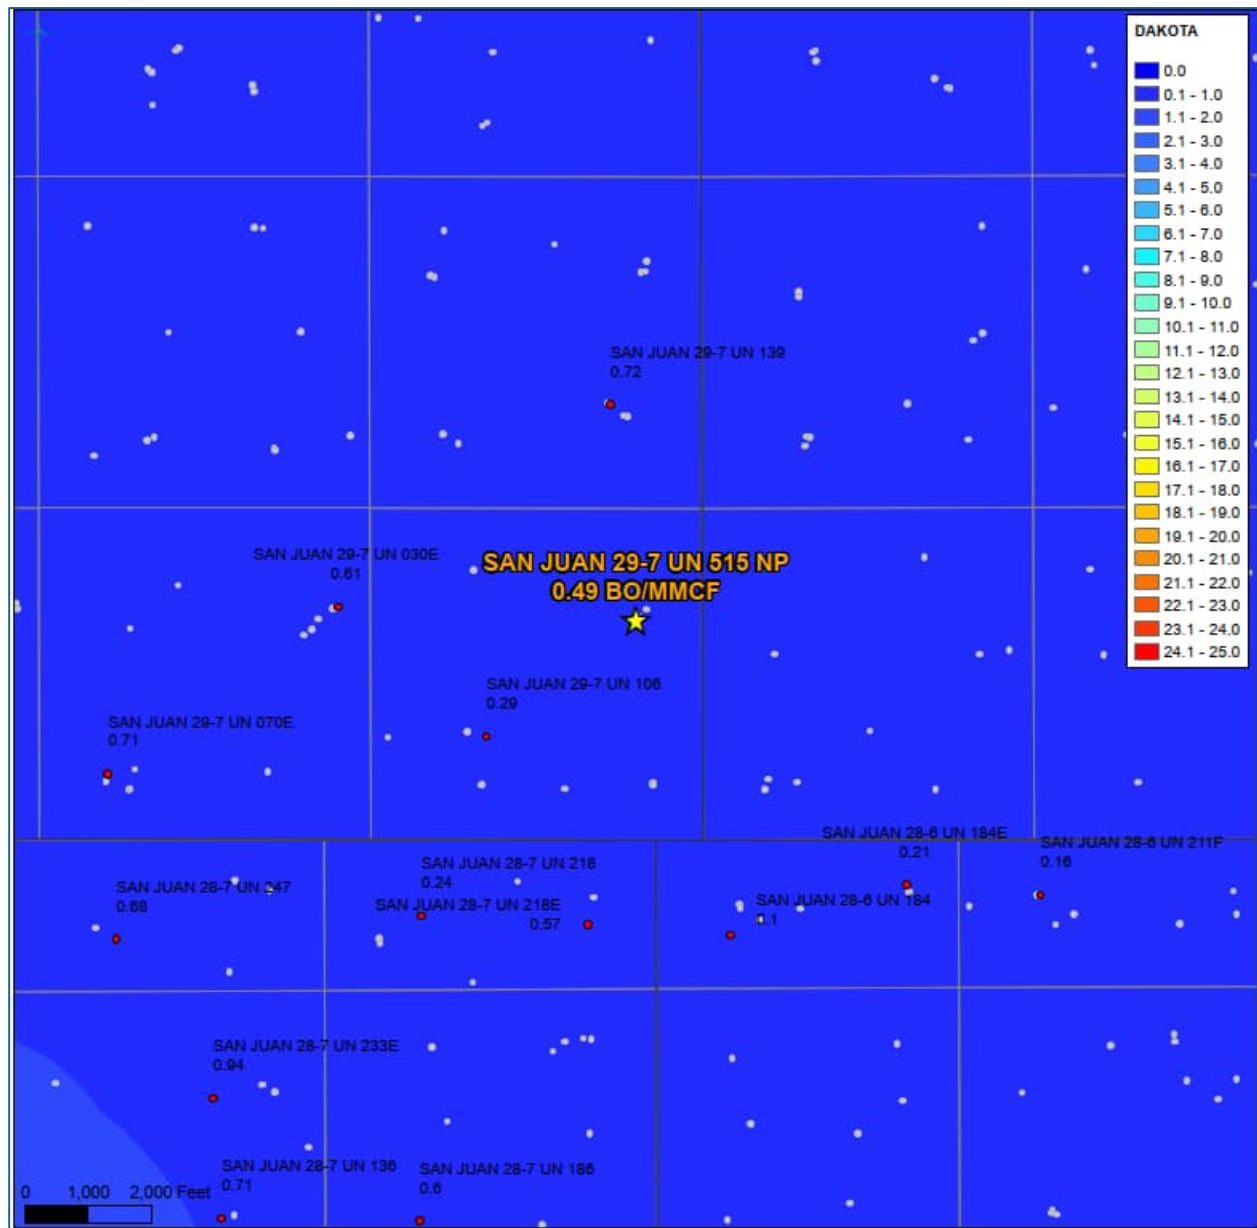 DAKOTA
0.0
0.1 - 1.0
1.1 - 2.0
2.1 - 3.0
3.1 - 4.0
4.1 - 5.0
5.1 - 6.0
6.1 - 7.0
7.1 - 8.0
8.1 - 9.0
9.1 - 10.0
10.1 - 11.0
11.1 - 12.0
12.1 - 13.0
13.1 - 14.0
14.1 - 15.0
15.1 - 16.0
16.1 - 17.0
17.1 - 18.0
18.1 - 19.0
19.1 - 20.0
20.1 - 21.0
21.1 - 22.0
22.1 - 23.0
23.1 - 24.0
24.1 - 25.0
SAN JUAN 29-7 UN 139
0.72
SAN JUAN 29-7 UN 030E
0.61
SAN JUAN 29-7 UN 515 NP
0.49 BO/MMCF
SAN JUAN 29-7 UN 106
0.29
SAN JUAN 29-7 UN 070E
0.71
SAN JUAN 28-6 UN 184E
0.21
SAN JUAN 28-6 UN 211F
0.16
SAN JUAN 28-7 UN 218
0.24
SAN JUAN 28-7 UN 247
0.68
SAN JUAN 28-7 UN 218E
0.57
SAN JUAN 28-6 UN 184
0.1
SAN JUAN 28-7 UN 233E
0.94
SAN JUAN 28-7 UN 136
0.71
SAN JUAN 28-7 UN 186
0.6
0 1,000 2,000 Feet